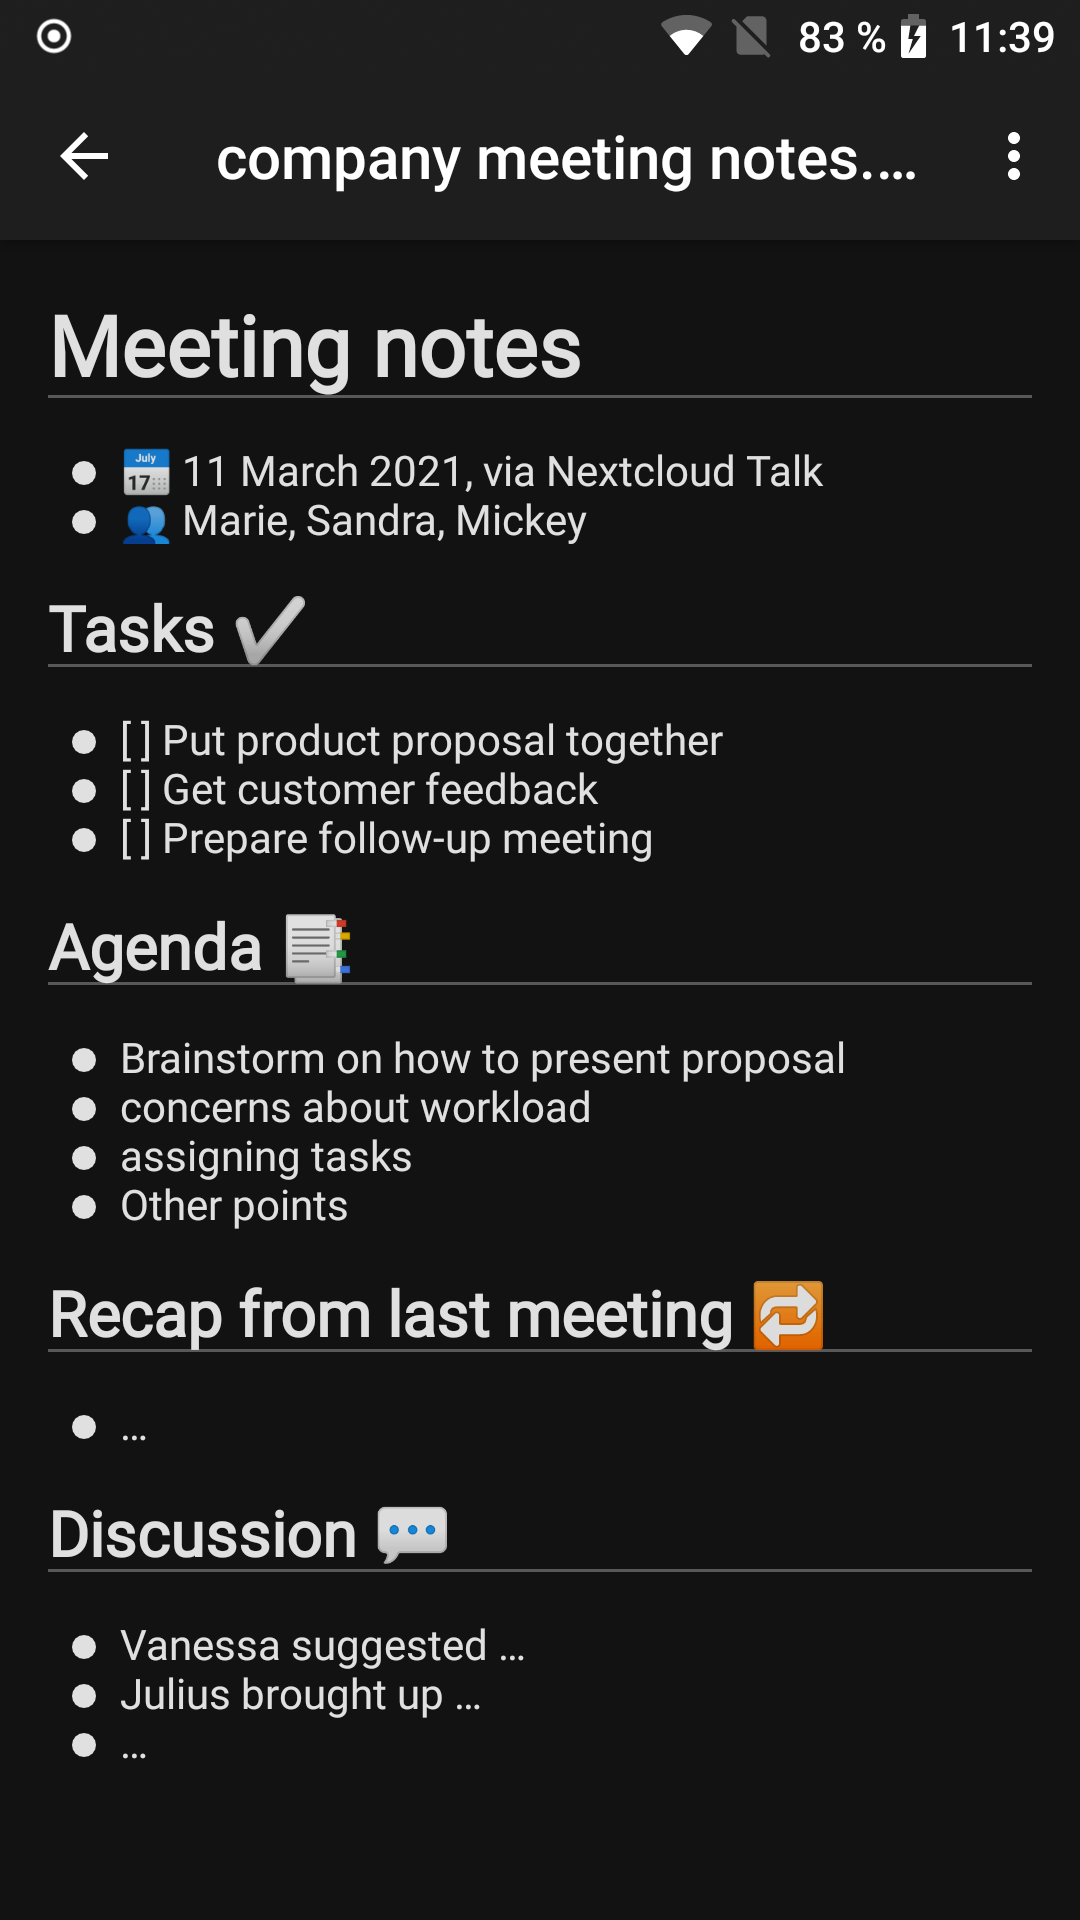 83 % 11:39
company meeting notes.…
Meeting notes
July 17 11 March 2021, via Nextcloud Talk
Marie, Sandra, Mickey
Tasks ✔
[ ] Put product proposal together
[ ] Get customer feedback
[ ] Prepare follow-up meeting
Agenda
Brainstorm on how to present proposal
concerns about workload
assigning tasks
Other points
Recap from last meeting
…
Discussion
Vanessa suggested …
Julius brought up …
…